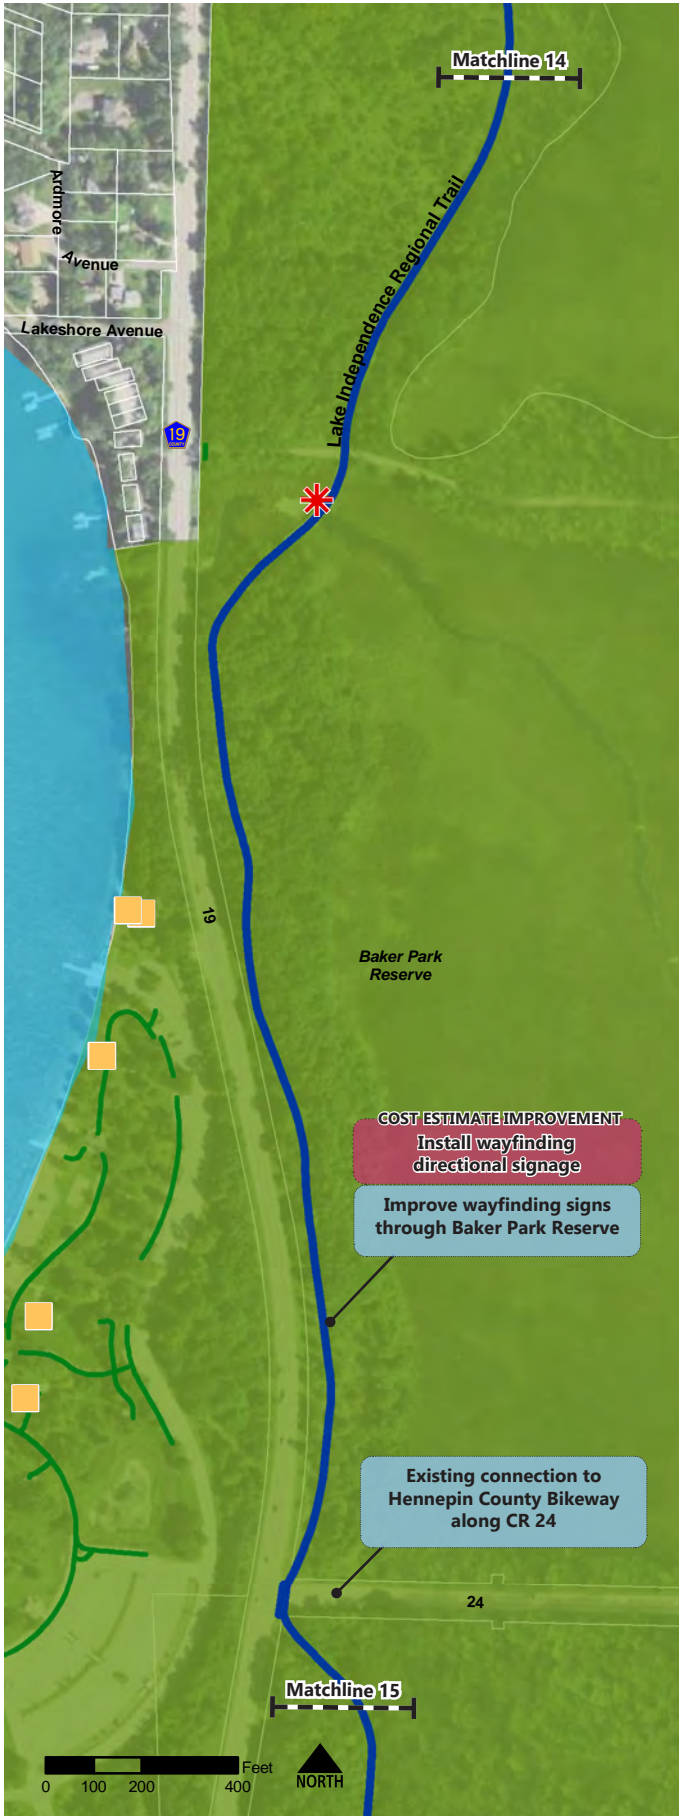 Matchline 14
Lake Independence Regional Trail
Ardmore
Avenue
Lakeshore Avenue
19
COUNTY
19
Baker Park
Reserve
COST ESTIMATE IMPROVEMENT
Install wayfinding
directional signage
Improve wayfinding signs
through Baker Park Reserve
Existing connection to
Hennepin County Bikeway
along CR 24
24
Matchline 15
Feet
0 100 200 400
NORTH